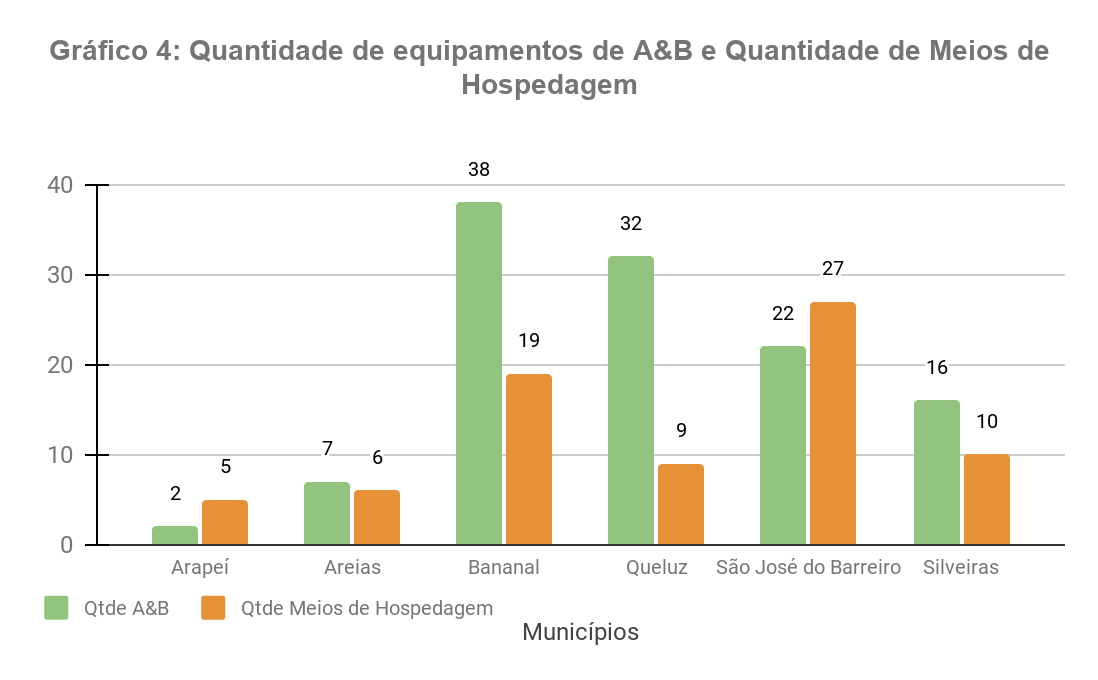 Gráfico 4: Quantidade de equipamentos de A&B e Quantidade de Meios de
Hospedagem
40
30
20
10
0
2
5
7
6
38
19
32
9
22
27
16
10
Arapeí
Areias
Bananal
Queluz
São José do Barreiro
Silveiras
Qtde A&B
Qtde Meios de Hospedagem
Municípios